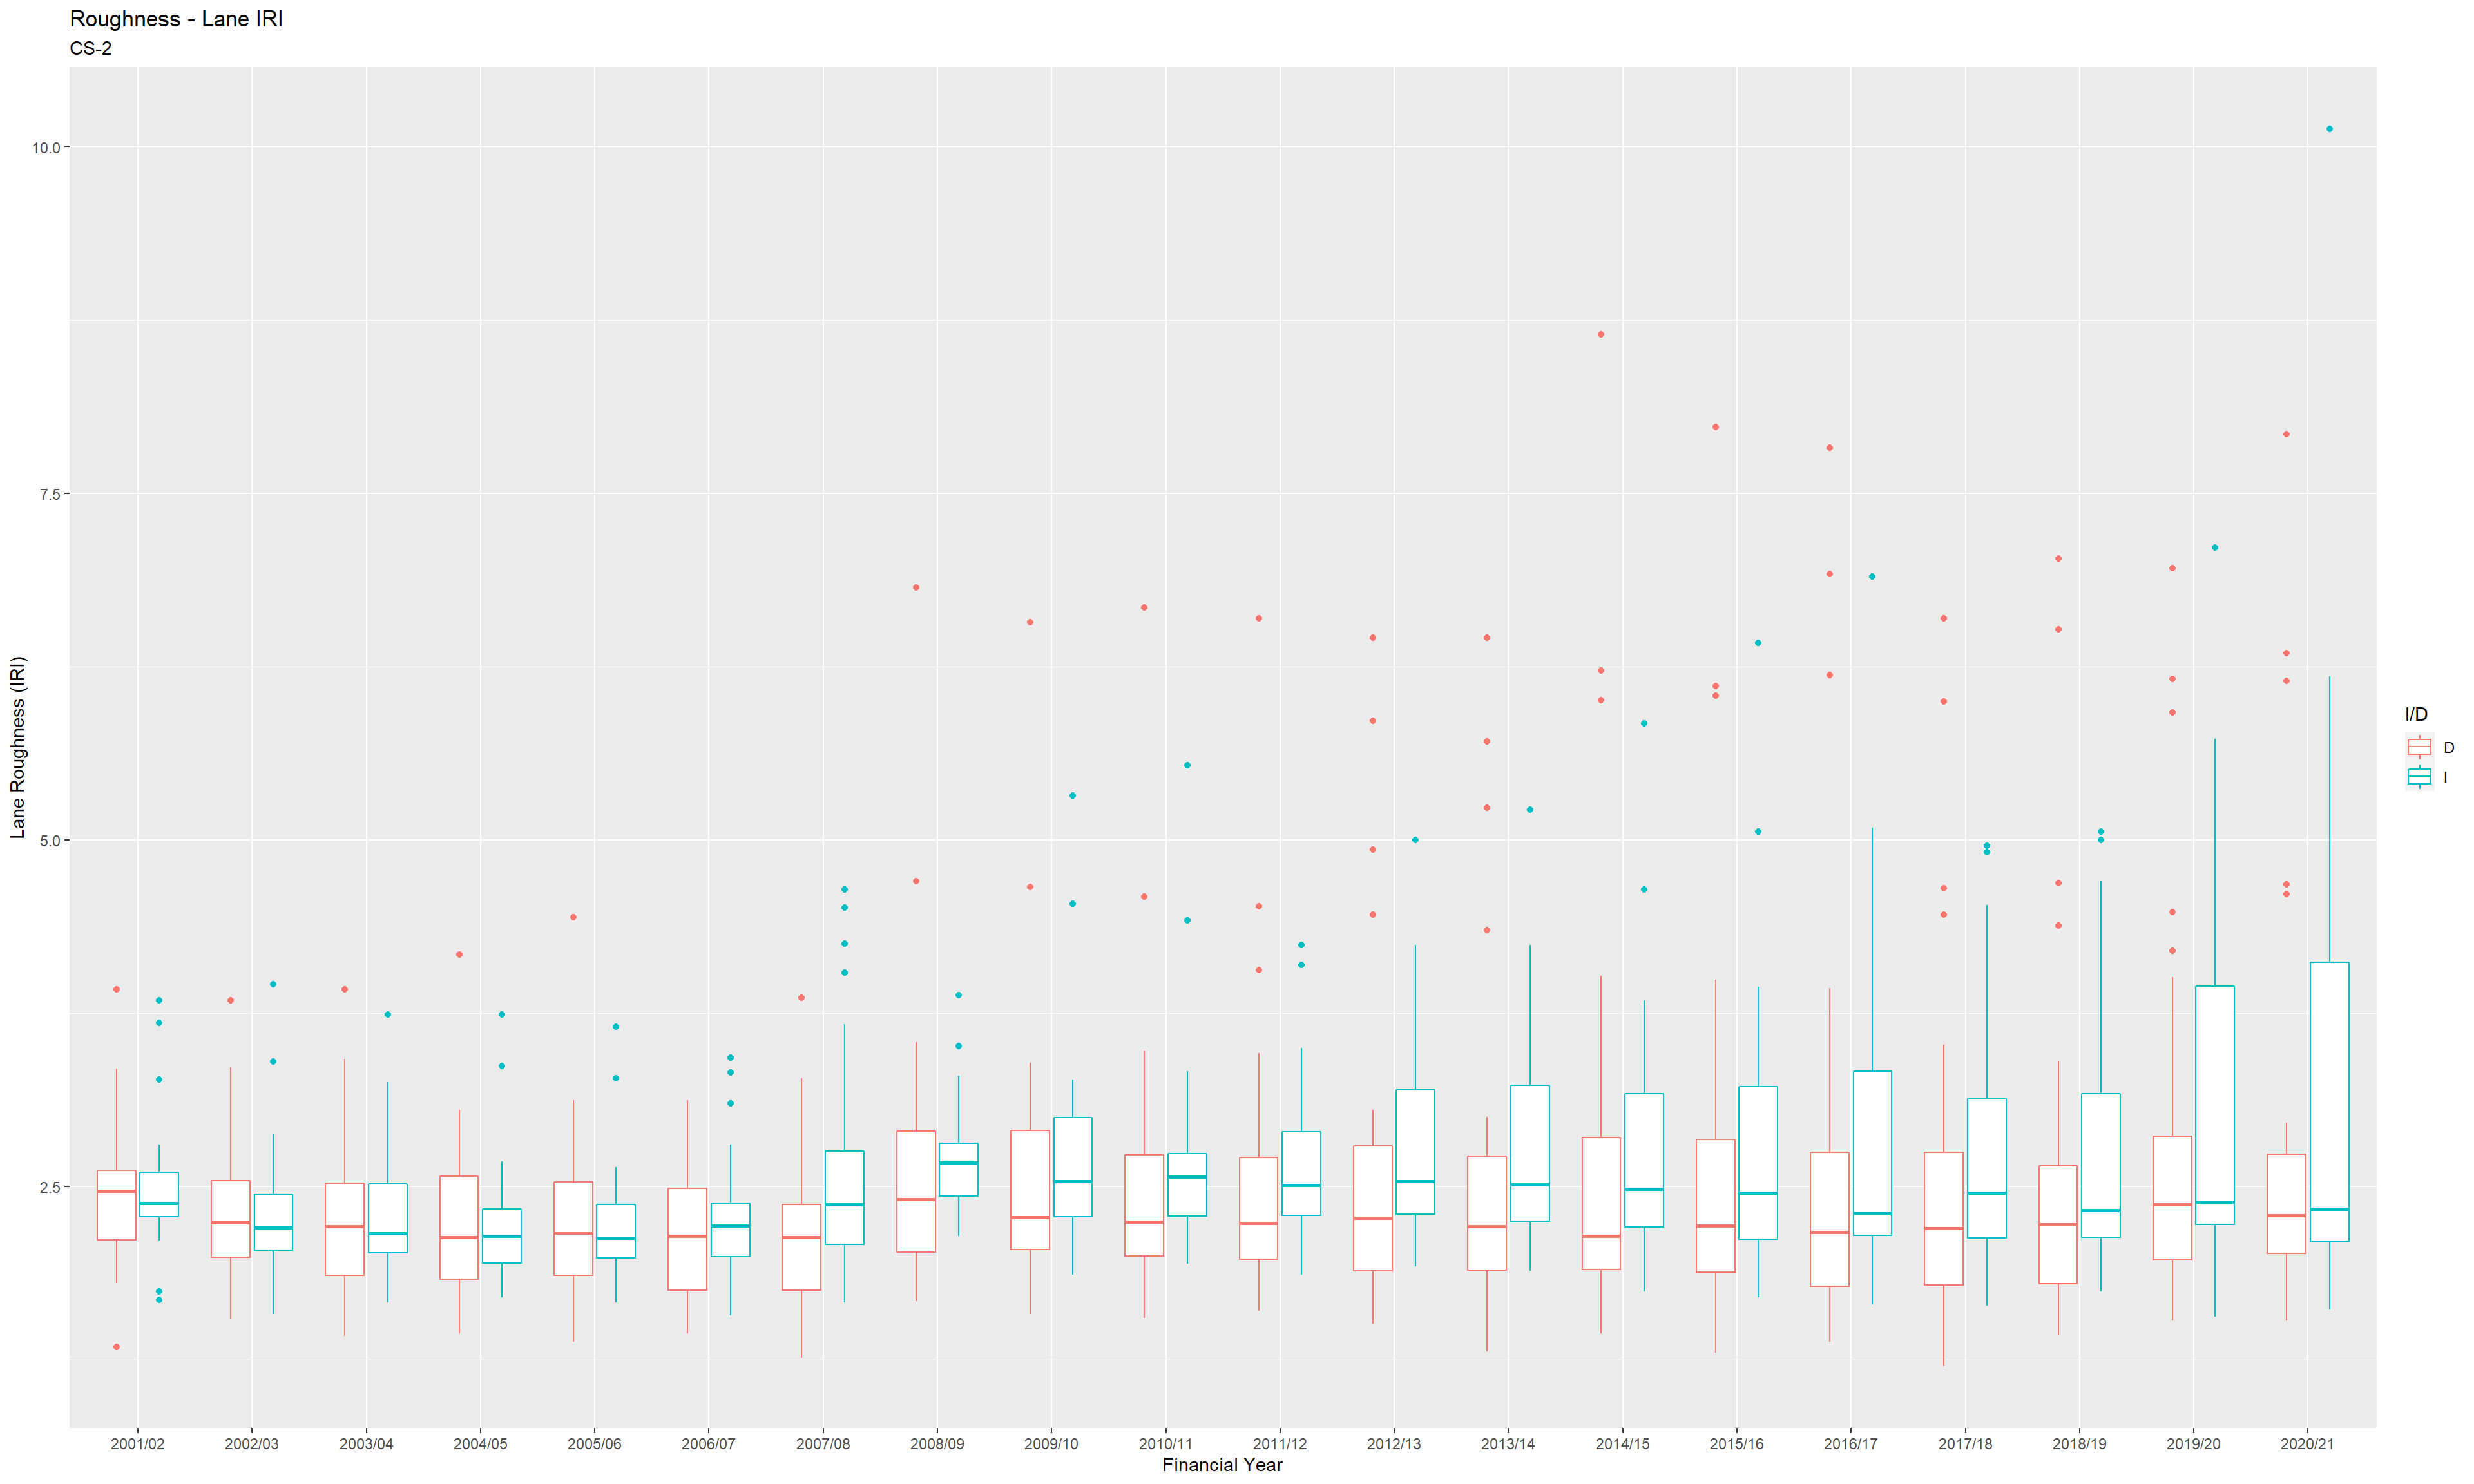 Roughness - Lane IRI
CS-2
10.0
7.5
5.0
2.5
Lane Roughness (IRI)
2001/02 2002/03 2003/04 2004/05 2005/06 2006/07 2007/08 2008/09 2009/10 2010/11 2011/12 2012/13 2013/14 2014/15 2015/16 2016/17 2017/18 2018/19 2019/20 2020/21
Financial Year
I/D
D
I